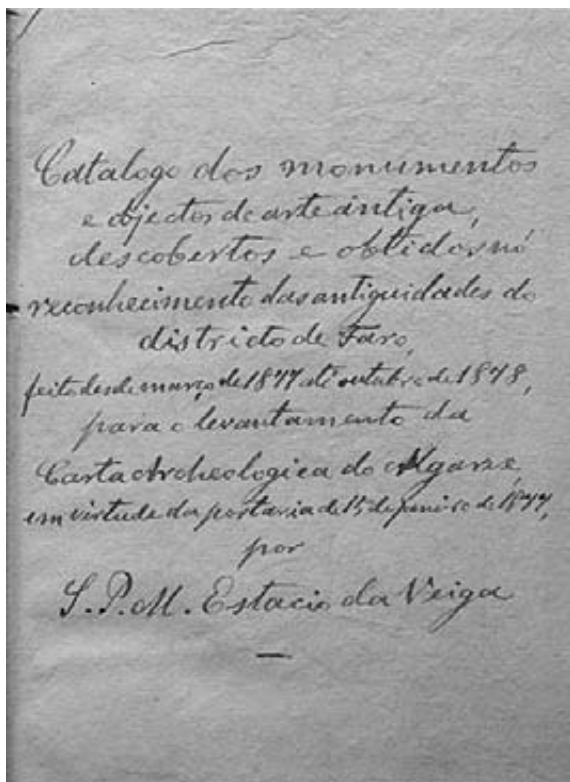 Catalogo dos monumentos
e objectos de arte antiga,
descobertos e obtidos no
reconhecimento das antiguidades do
districto de Faro,
feito desde março de 1877 até outubro de 1878,
para o levantamento da
Carta Archeologica do Algarve,
em virtude da portaria de 15 de janeiro de 1877,
por
S. P. M. Estacio da Veiga